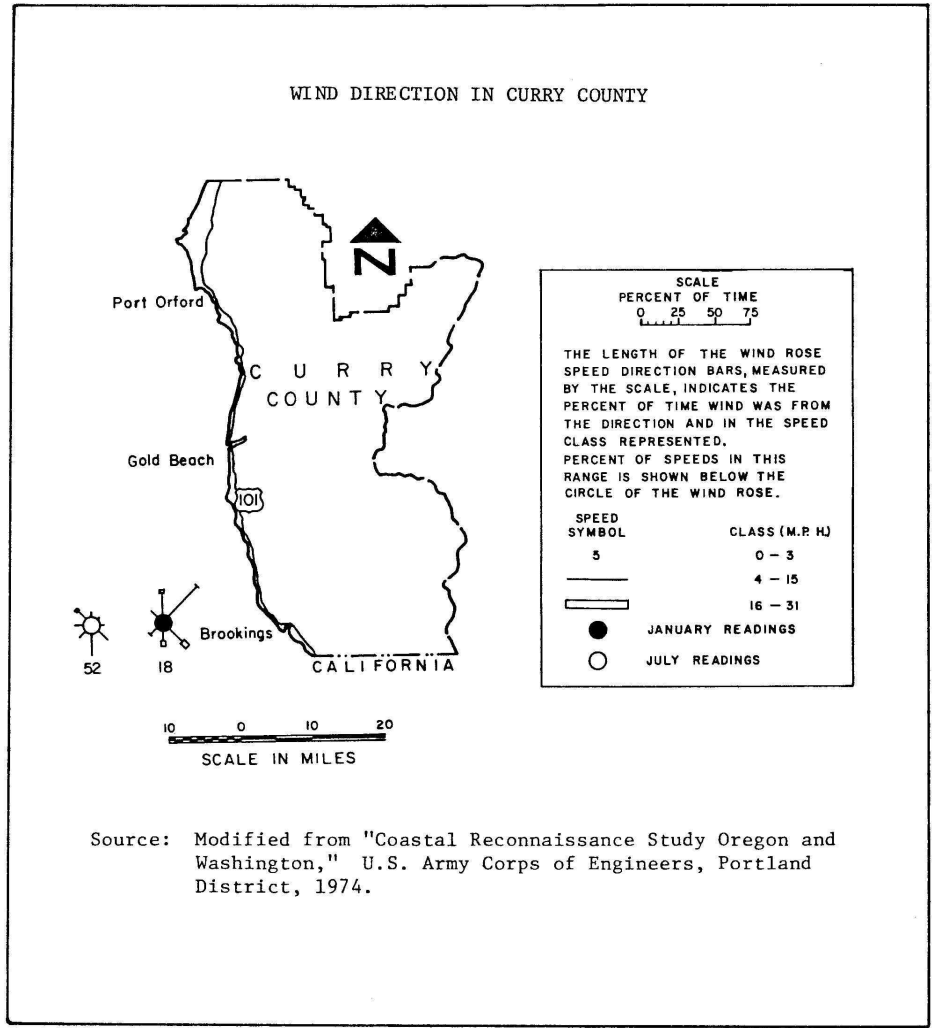 WIND DIRECTION IN CURRY COUNTY
N
Port Orford
CURRY
COUNTY
Gold Beach
101
Brookings
52
18
CALIFORNIA
10 0 10 20
SCALE IN MILES
SCALE
PERCENT OF TIME
0 25 50 75
THE LENGTH OF THE WIND ROSE
SPEED DIRECTION BARS, MEASURED
BY THE SCALE, INDICATES THE
PERCENT OF TIME WIND WAS FROM
THE DIRECTION AND IN THE SPEED
CLASS REPRESENTED.
PERCENT OF SPEEDS IN THIS
RANGE IS SHOWN BELOW THE
CIRCLE OF THE WIND ROSE.
SPEED
SYMBOL CLASS (M.P. H.)
5 0 – 3
4 – 15
16 – 31
JANUARY READINGS
JULY READINGS
Source: Modified from "Coastal Reconnaissance Study Oregon and
Washington," U.S. Army Corps of Engineers, Portland
District, 1974.